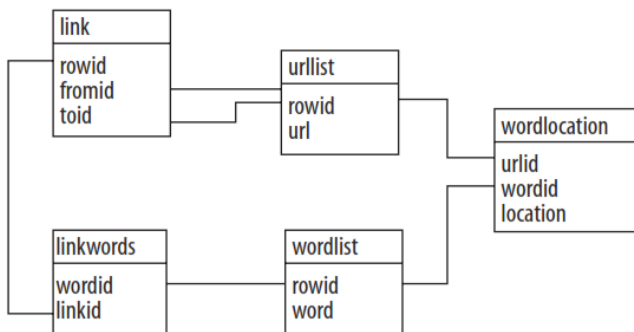 link
rowid
fromid
toid
urllist
rowid
url
wordlocation
urlid
wordid
location
linkwords
wordid
linkid
wordlist
rowid
word